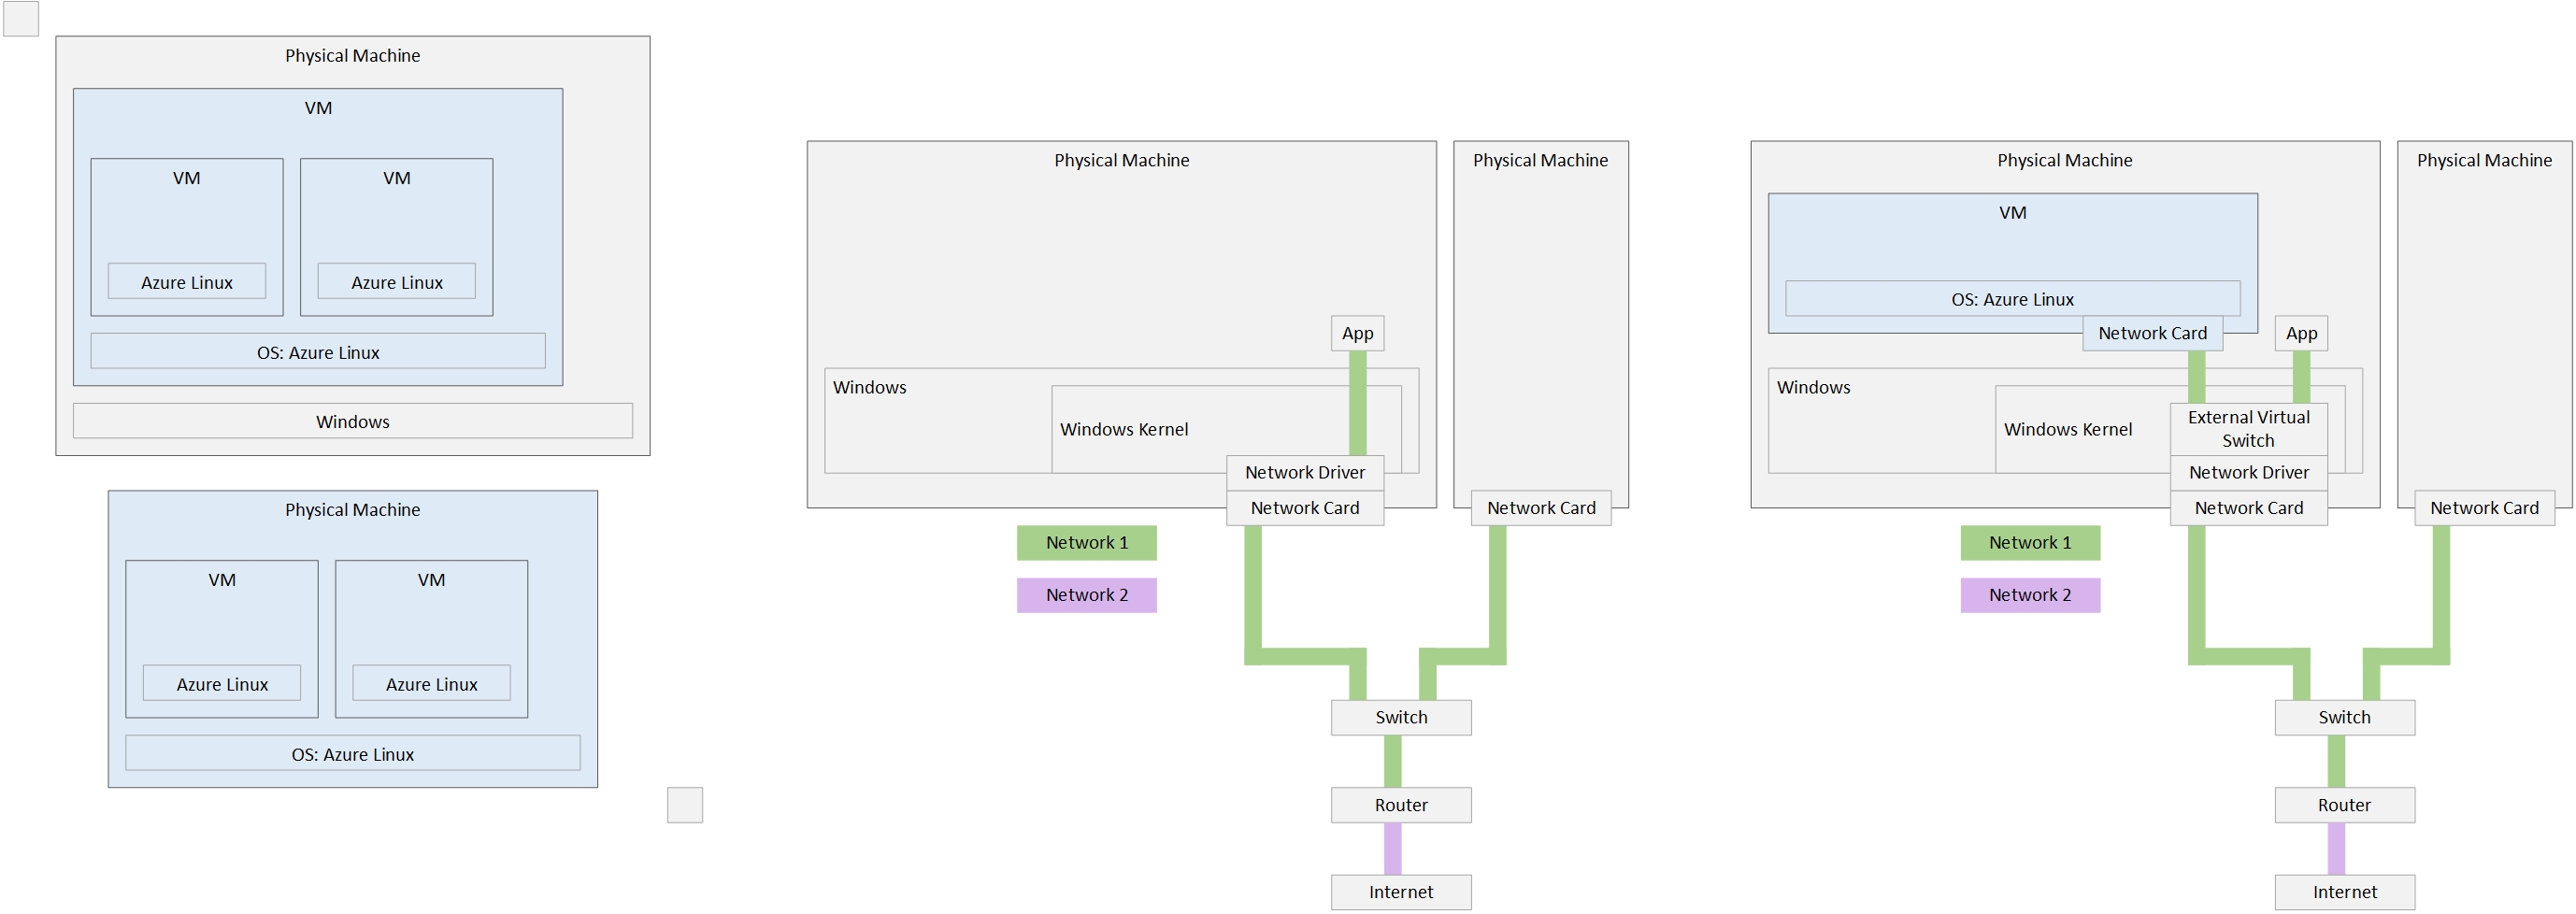 Physical Machine
VM
VM
VM
Azure Linux
Azure Linux
OS: Azure Linux
Windows
Physical Machine
VM
VM
Azure Linux
Azure Linux
OS: Azure Linux
Physical Machine
Physical Machine
App
Windows
Windows Kernel
Network Driver
Network Card
Network Card
Network 1
Network 2
Switch
Router
Internet
Physical Machine
Physical Machine
VM
OS: Azure Linux
Network Card
App
Windows
Windows Kernel
External Virtual
Switch
Network Driver
Network Card
Network Card
Network 1
Network 2
Switch
Router
Internet